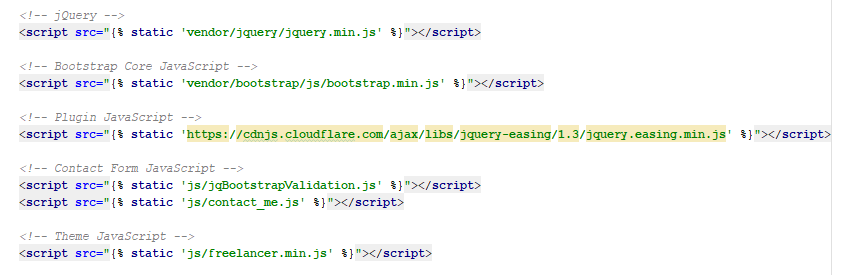 <!-- jQuery -->
<script src="{% static 'vendor/jquery/jquery.min.js' %}"></script>
<!-- Bootstrap Core JavaScript -->
<script src="{% static 'vendor/bootstrap/js/bootstrap.min.js' %}"></script>
<!-- Plugin JavaScript -->
<script src="{% static 'https://cdnjs.cloudflare.com/ajax/libs/jquery-easing/1.3/jquery.easing.min.js' %}"></script>
<!-- Contact Form JavaScript -->
<script src="{% static 'js/jqBootstrapValidation.js' %}"></script>
<script src="{% static 'js/contact_me.js' %}"></script>
<!-- Theme JavaScript -->
<script src="{% static 'js/freelancer.min.js' %}"></script>